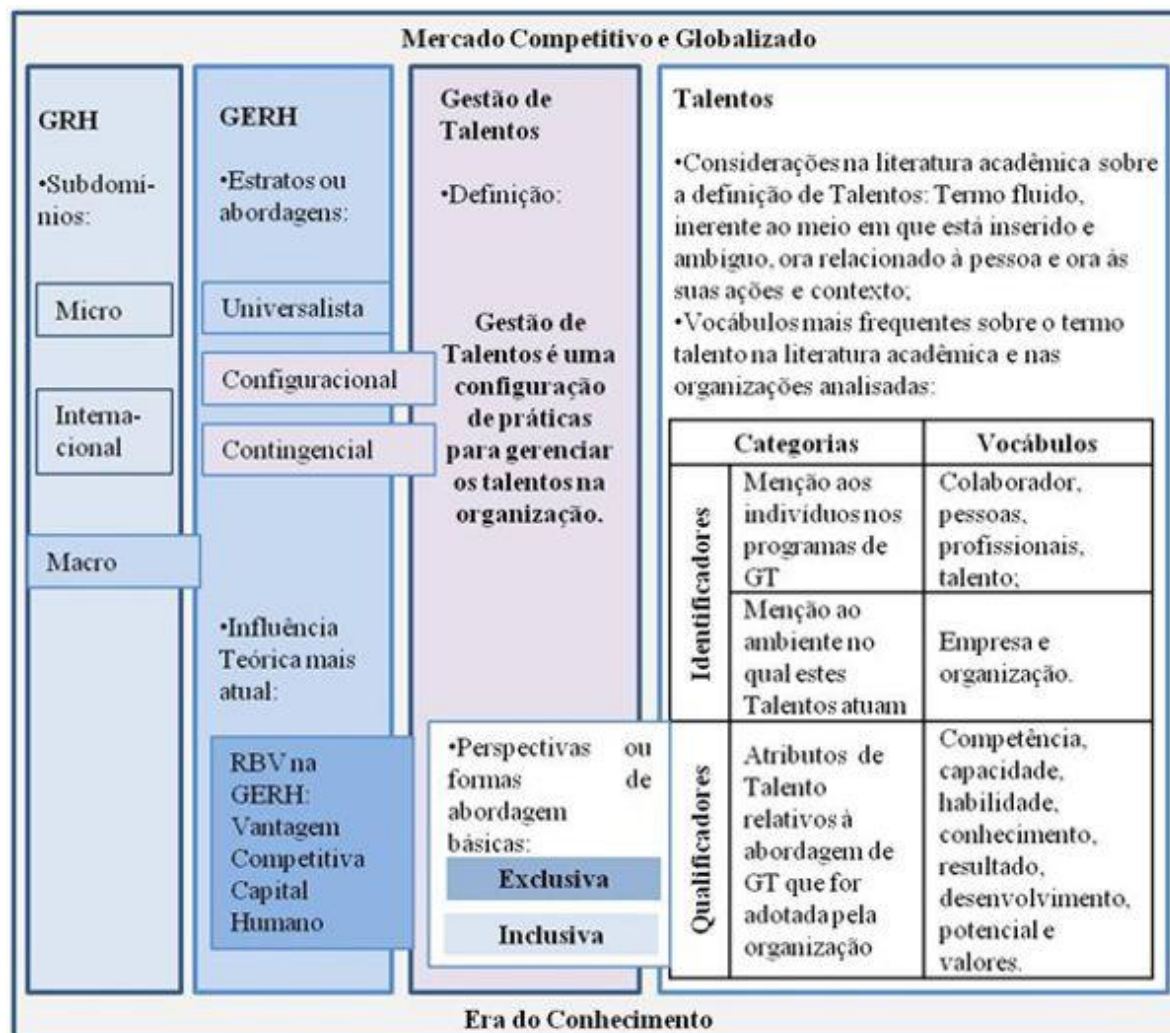 Mercado Competitivo e Globalizado
GRH
•Subdomí-
nios:
Micro
Interna-
cional
Macro
GERH
•Estratos ou
abordagens:
Universalista
Configuracional
Contingencial
•Influência
Teórica mais
atual:
RBV na
GERH:
Vantagem
Competitiva
Capital
Humano
Gestão de
Talentos
•Definição:
Gestão de
Talentos é uma
configuração
de práticas
para gerenciar
os talentos na
organização.
•Perspectivas ou
formas de
abordagem
básicas:
Exclusiva
Inclusiva
Talentos
•Considerações na literatura acadêmica sobre
a definição de Talentos: Termo fluido,
inerente ao meio em que está inserido e
ambíguo, ora relacionado à pessoa e ora às
suas ações e contexto;
•Vocábulos mais frequentes sobre o termo
talento na literatura acadêmica e nas
organizações analisadas:
Categorias
Vocábulos
Identificadores
Menção aos
indivíduos nos
programas de
GT
Colaborador,
pessoas,
profissionais,
talento;
Menção ao
ambiente no
qual estes
Talentos atuam
Empresa e
organização.
Qualificadores
Atributos de
Talento
relativos à
abordagem de
GT que for
adotada pela
organização
Competência,
capacidade,
habilidade,
conhecimento,
resultado,
desenvolvimento,
potencial e
valores.
Era do Conhecimento